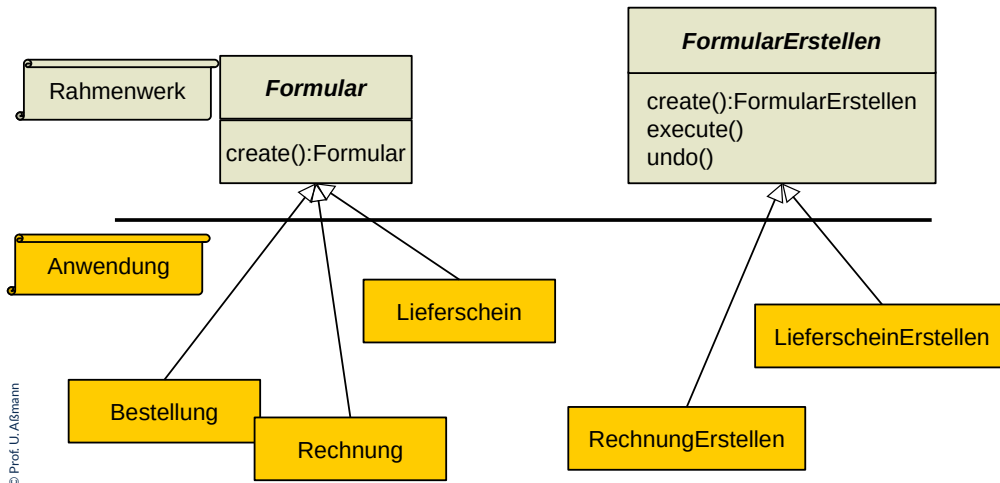 Rahmenwerk
Formular
create():Formular
FormularErstellen
create():FormularErstellen
execute()
undo()
Anwendung
Lieferschein
LieferscheinErstellen
Bestellung
Rechnung
RechnungErstellen
© Prof. U. Aßmann